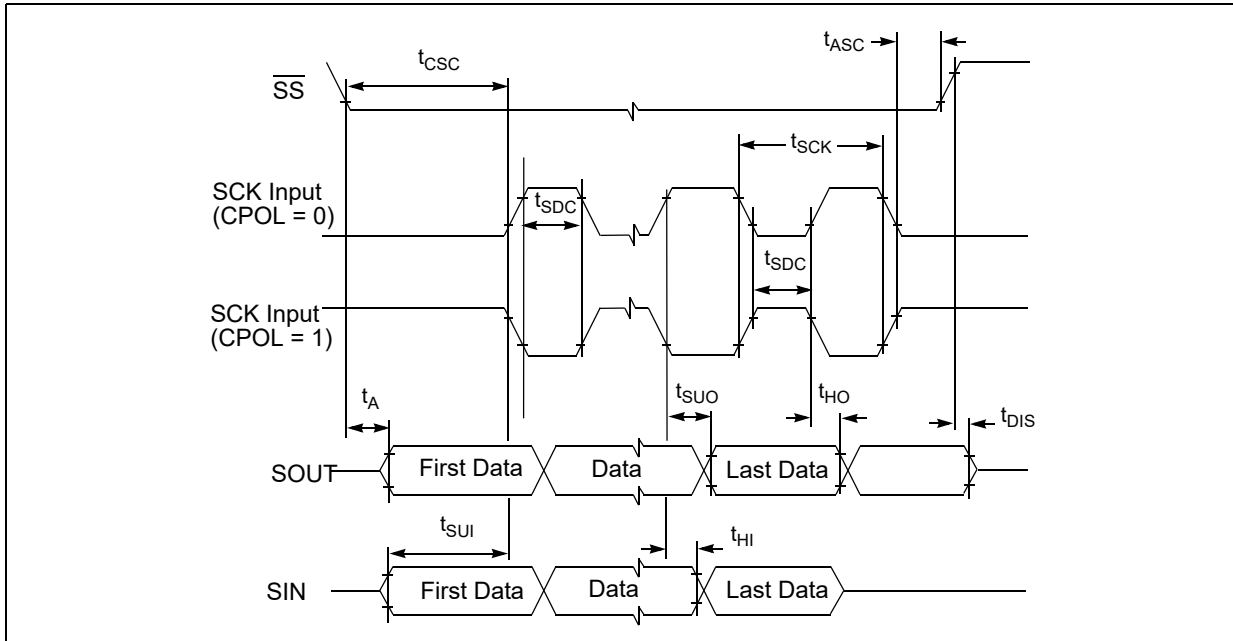 tASC
tCSC
SS
tSCK
SCK Input
(CPOL = 0)
tSDC
tSDC
SCK Input
(CPOL = 1)
tA
tSUO
tHO
tDIS
SOUT
First Data
Data
Last Data
tSUI
tHI
SIN
First Data
Data
Last Data